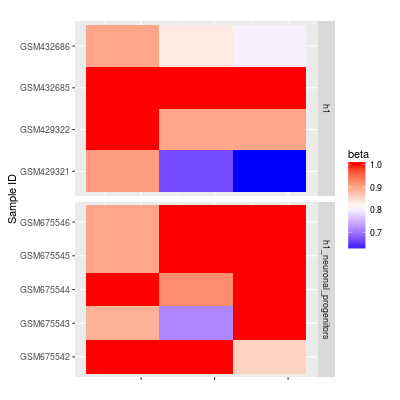 GSM432686
GSM432685
GSM429322
GSM429321
h1
GSM675546
GSM675545
GSM675544
GSM675543
GSM675542
h1_neuronal_progenitors
Sample ID
beta
1.0
0.9
0.8
0.7